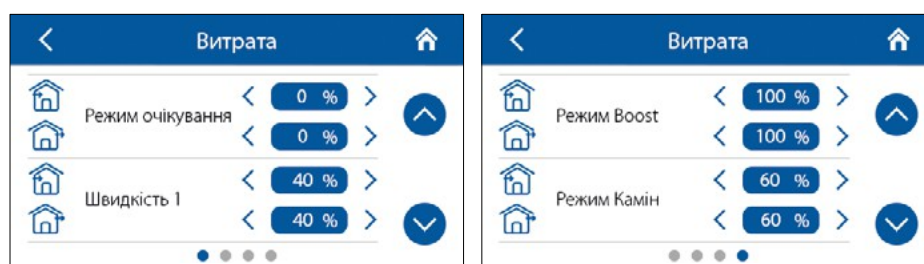 Витрата
0 %
Режим очікування
0 %
40 %
Швидкість 1
40 %
Витрата
100 %
Режим Boost
100 %
60 %
Режим Камін
60 %